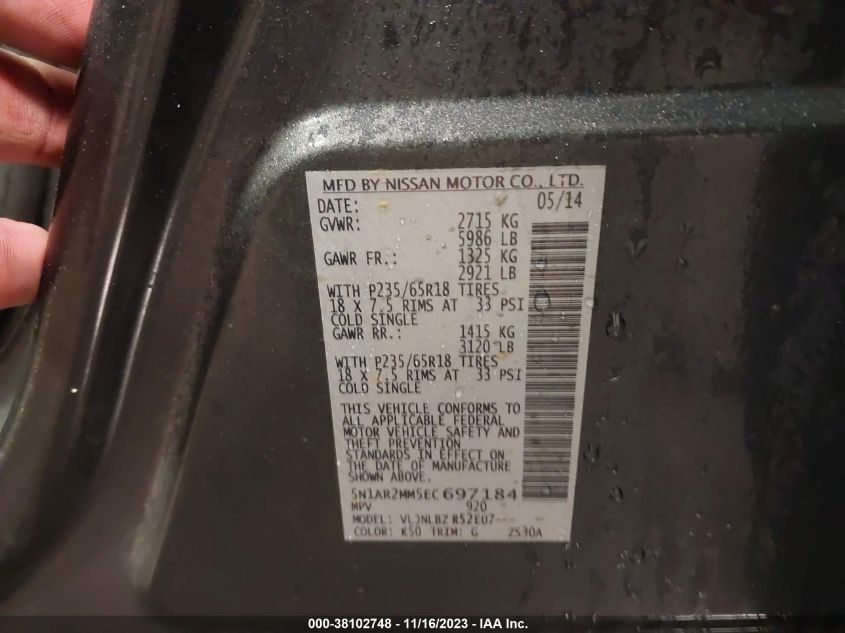 MFD BY NISSAN MOTOR CO., LTD.
DATE: 05/14
GVWR: 2715 KG
5986 LB
GAWR FR.: 1325 KG
2921 LB
WITH P235/65R18 TIRES
18 X 7.5 RIMS AT 33 PSI
COLD SINGLE
GAWR RR.: 1415 KG
3120 LB
WITH P235/65R18 TIRES
18 X 7.5 RIMS AT 33 PSI
COLD SINGLE
THIS VEHICLE CONFORMS TO
ALL APPLICABLE FEDERAL
MOTOR VEHICLE SAFETY AND
THEFT PREVENTION
STANDARDS IN EFFECT ON
THE DATE OF MANUFACTURE
SHOWN ABOVE.
5N1AR2MM5EC697184
MPV 920
MODEL: VLJNLBZ R52EU7---
COLOR: K50 TRIM: G ZS30A
000-38102748 - 11/16/2023 - IAA Inc.